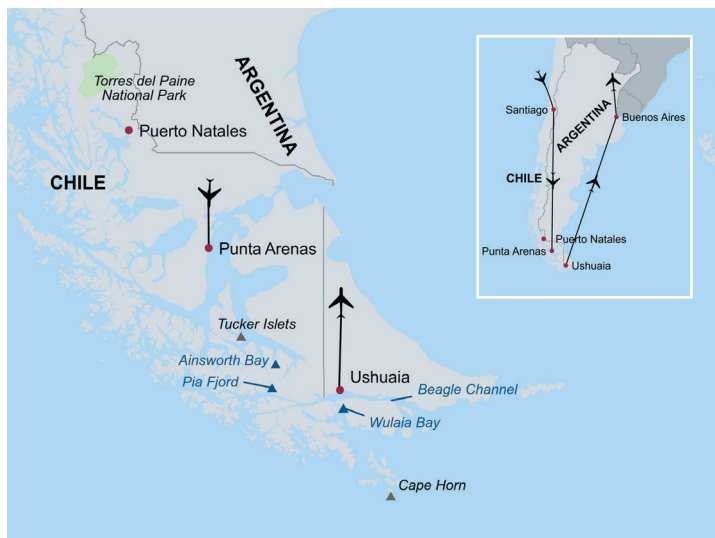 Torres del Paine
National Park
ARGENTINA
Puerto Natales
CHILE
Punta Arenas
Tucker Islets
Ainsworth Bay
Pia Fjord
Ushuaia
Beagle Channel
Wulaia Bay
Cape Horn
Santiago
Buenos Aires
ARGENTINA
CHILE
Puerto Natales
Punta Arenas
Ushuaia